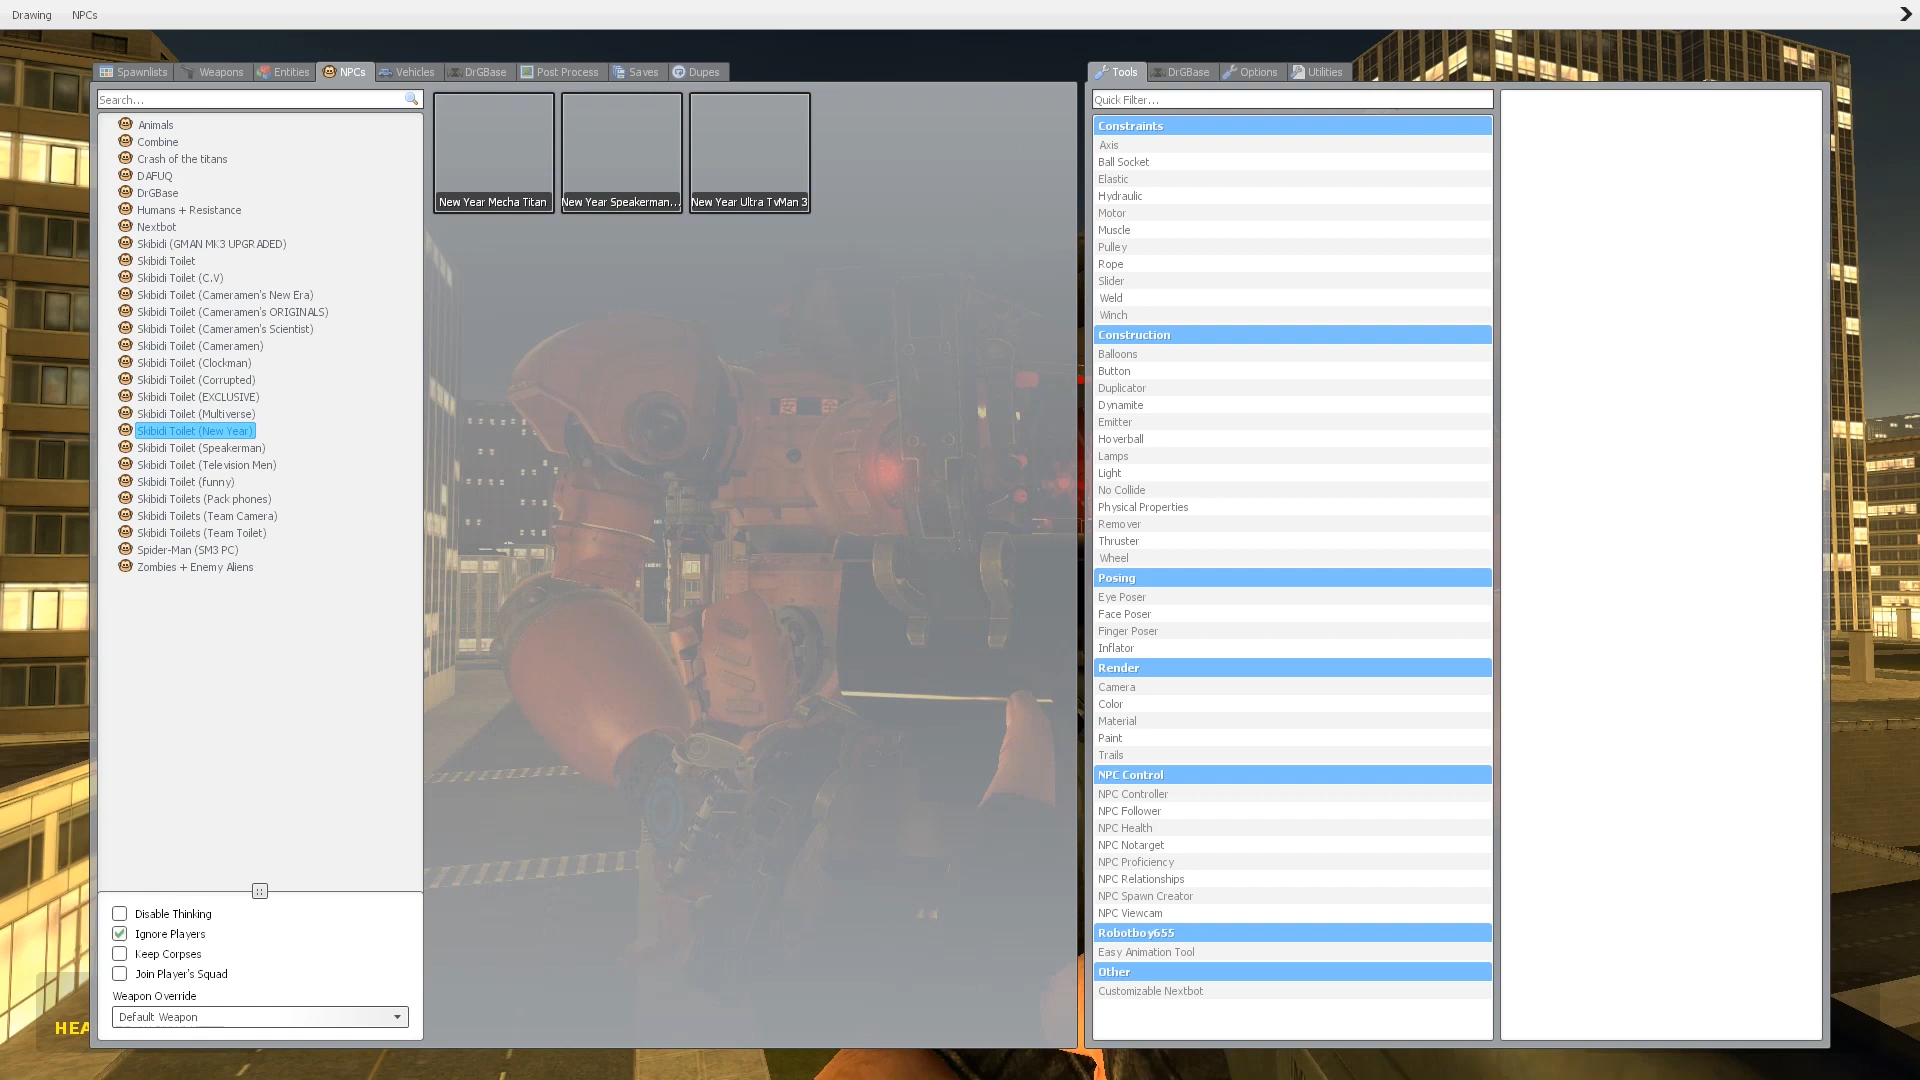 Drawing NPCs
Spawnlists Weapons Entities NPCs Vehicles DrGBase Post Process Saves Dupes
Search...
Animals
Combine
Crash of the titans
DAFUQ
DrGBase
Humans + Resistance
Nextbot
Skibidi (GMAN MK3 UPGRADED)
Skibidi Toilet
Skibidi Toilet (C.V)
Skibidi Toilet (Cameramen's New Era)
Skibidi Toilet (Cameramen's ORIGINALS)
Skibidi Toilet (Cameramen's Scientist)
Skibidi Toilet (Cameramen)
Skibidi Toilet (Clockman)
Skibidi Toilet (Corrupted)
Skibidi Toilet (EXCLUSIVE)
Skibidi Toilet (Multiverse)
Skibidi Toilet (New Year)
Skibidi Toilet (Speakerman)
Skibidi Toilet (Television Men)
Skibidi Toilet (funny)
Skibidi Toilets (Pack phones)
Skibidi Toilets (Team Camera)
Skibidi Toilets (Team Toilet)
Spider-Man (SM3 PC)
Zombies + Enemy Aliens
Disable Thinking
Ignore Players
Keep Corpses
Join Player's Squad
Weapon Override
Default Weapon
HEA
New Year Mecha Titan
New Year Speakerman...
New Year Ultra TvMan 3
Tools DrGBase Options Utilities
Quick Filter...
Constraints
Axis
Ball Socket
Elastic
Hydraulic
Motor
Muscle
Pulley
Rope
Slider
Weld
Winch
Construction
Balloons
Button
Duplicator
Dynamite
Emitter
Hoverball
Lamps
Light
No Collide
Physical Properties
Remover
Thruster
Wheel
Posing
Eye Poser
Face Poser
Finger Poser
Inflator
Render
Camera
Color
Material
Paint
Trails
NPC Control
NPC Controller
NPC Follower
NPC Health
NPC Notarget
NPC Proficiency
NPC Relationships
NPC Spawn Creator
NPC Viewcam
Robotboy655
Easy Animation Tool
Other
Customizable Nextbot